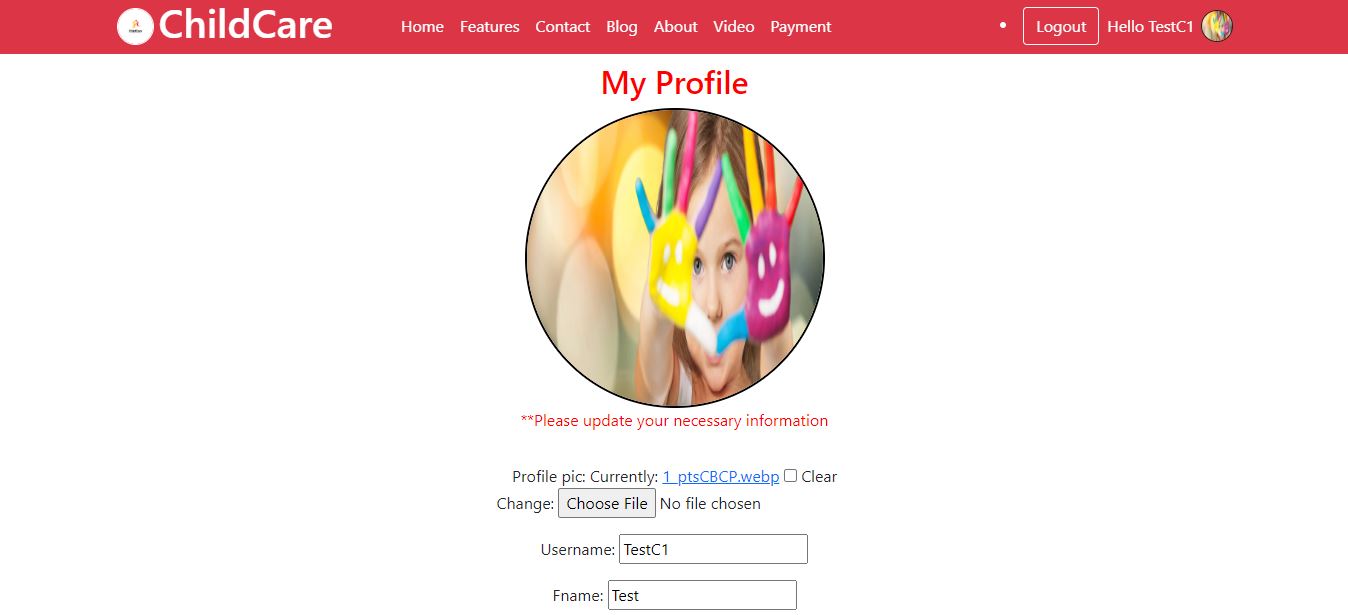 ChildCare Home Features Contact Blog About Video Payment Logout Hello TestC1
My Profile
**Please update your necessary information
Profile pic: Currently: 1_ptsCBCP.webp Clear
Change: Choose File No file chosen
Username: TestC1
Fname: Test